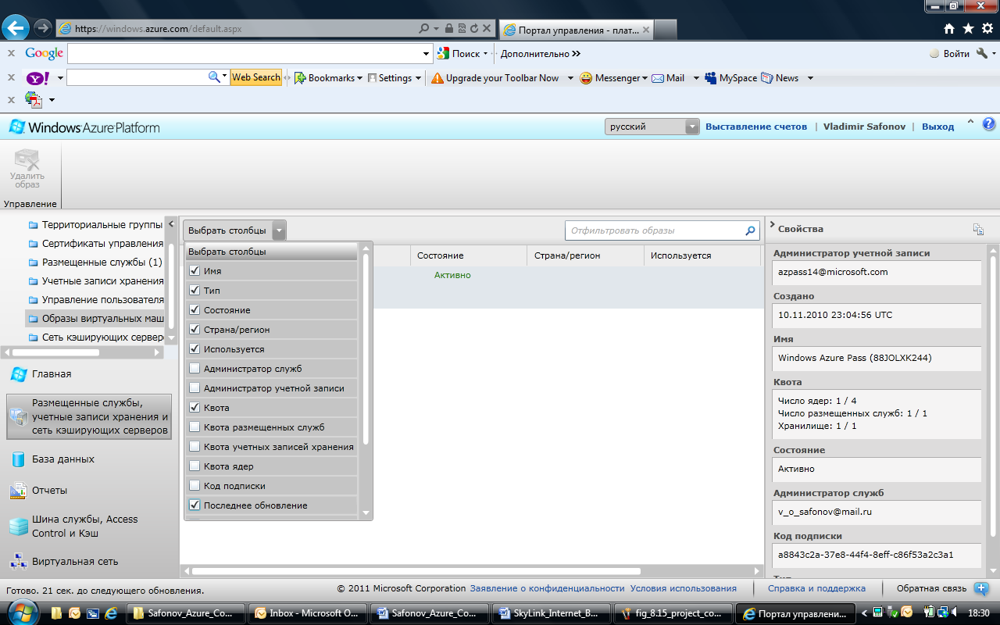 https://windows.azure.com/default.aspx
Портал управления - плат...
Google
Поиск
Дополнительно
Войти
Y!
Web Search
Bookmarks
Settings
Upgrade your Toolbar Now
Messenger
Mail
MySpace
News
Windows Azure Platform
русский
Выставление счетов | Vladimir Safonov | Выход
Удалить
образ
Управление
Территориальные группы
Сертификаты управления
Размещенные службы (1)
Учетные записи хранения
Управление пользователя
Образы виртуальных маш
Сеть кэширующих сервер
Главная
Размещенные службы,
учетные записи хранения и
сеть кэширующих серверов
База данных
Отчеты
Шина службы, Access
Control и Кэш
Виртуальная сеть
Выбрать столбцы
Отфильтровать образы
Выбрать столбцы
Имя
Тип
Состояние
Страна/регион
Используется
Администратор служб
Администратор учетной записи
Квота
Квота размещенных служб
Квота учетных записей хранения
Квота ядер
Код подписки
Последнее обновление
Состояние
Страна/регион
Используется
Активно
Свойства
Администратор учетной записи
azpass14@microsoft.com
Создано
10.11.2010 23:04:56 UTC
Имя
Windows Azure Pass (88JOLXK244)
Квота
Число ядер: 1 / 4
Число размещенных служб: 1 / 1
Хранилище: 1 / 1
Состояние
Активно
Администратор служб
v_o_safonov@mail.ru
Код подписки
a8843c2a-37e8-44f4-8eff-c86f53a2c3a1
Готово. 21 сек. до следующего обновления.
© 2011 Microsoft Corporation Заявление о конфиденциальности Условия использования
Справка и поддержка
Обратная связь
Safonov_Azure_Co...
Inbox - Microsoft O...
Safonov_Azure_Co...
SkyLink_Internet_B...
fig_8.15_project_co...
Портал управлени...
18:30